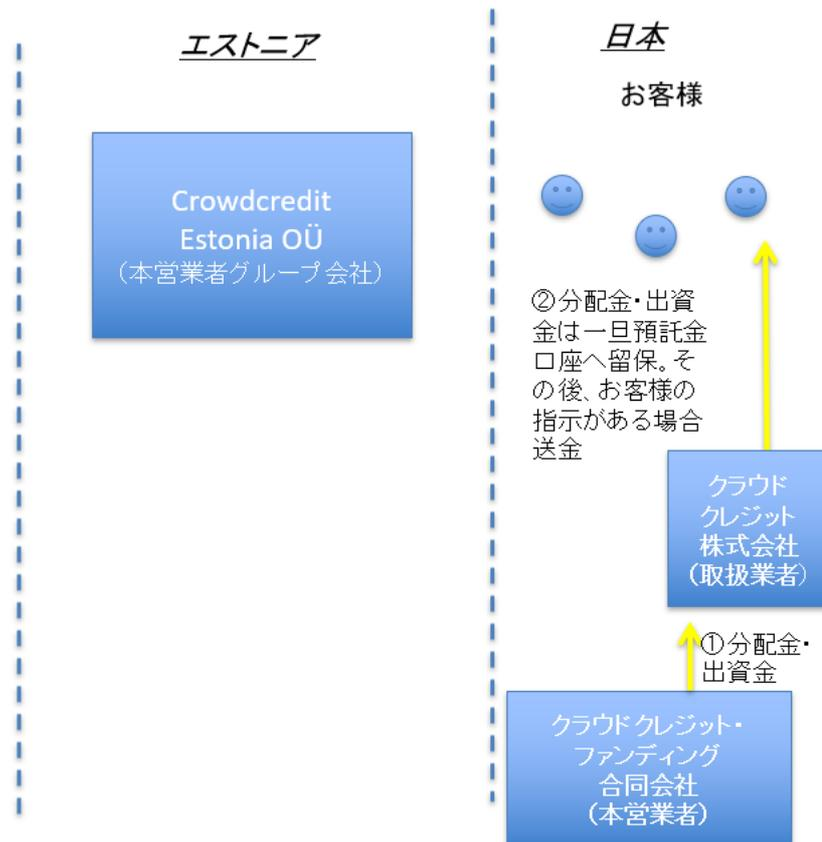 エストニア
Crowdcredit
Estonia OÜ
（本営業者グループ会社）
日本
お客様
②分配金・出資
金は一旦預託金
口座へ留保。そ
の後、お客様の
指示がある場合
送金
クラウド
クレジット
株式会社
（取扱業者）
①分配金・
出資金
クラウドクレジット・
ファンディング
合同会社
（本営業者）